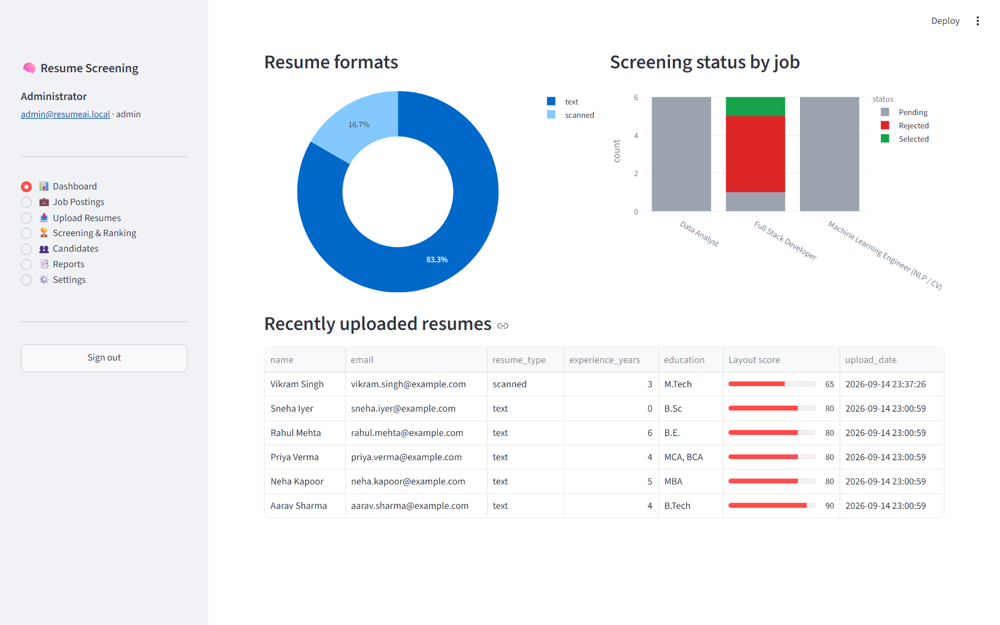 Deploy
Resume Screening
Administrator
admin@resumeai.local · admin
Dashboard
Job Postings
Upload Resumes
Screening & Ranking
Candidates
Reports
Settings
Sign out
Resume formats
16.7%
83.3%
text
scanned
Screening status by job
count
6
4
2
0
Data Analyst
Full Stack Developer
Machine Learning Engineer (NLP / CV)
status
Pending
Rejected
Selected
Recently uploaded resumes
name email resume_type experience_years education Layout score upload_date
Vikram Singh vikram.singh@example.com scanned 3 M.Tech 65 2026-09-14 23:37:26
Sneha Iyer sneha.iyer@example.com text 0 B.Sc 80 2026-09-14 23:00:59
Rahul Mehta rahul.mehta@example.com text 6 B.E. 80 2026-09-14 23:00:59
Priya Verma priya.verma@example.com text 4 MCA, BCA 80 2026-09-14 23:00:59
Neha Kapoor neha.kapoor@example.com text 5 MBA 80 2026-09-14 23:00:59
Aarav Sharma aarav.sharma@example.com text 4 B.Tech 90 2026-09-14 23:00:59